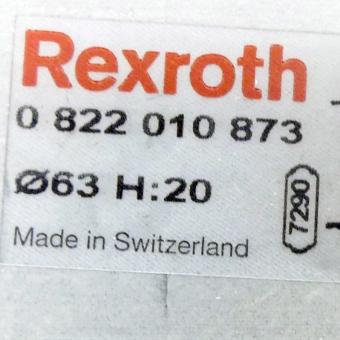 Rexroth
0 822 010 873
Ø63 H:20
7290
Made in Switzerland